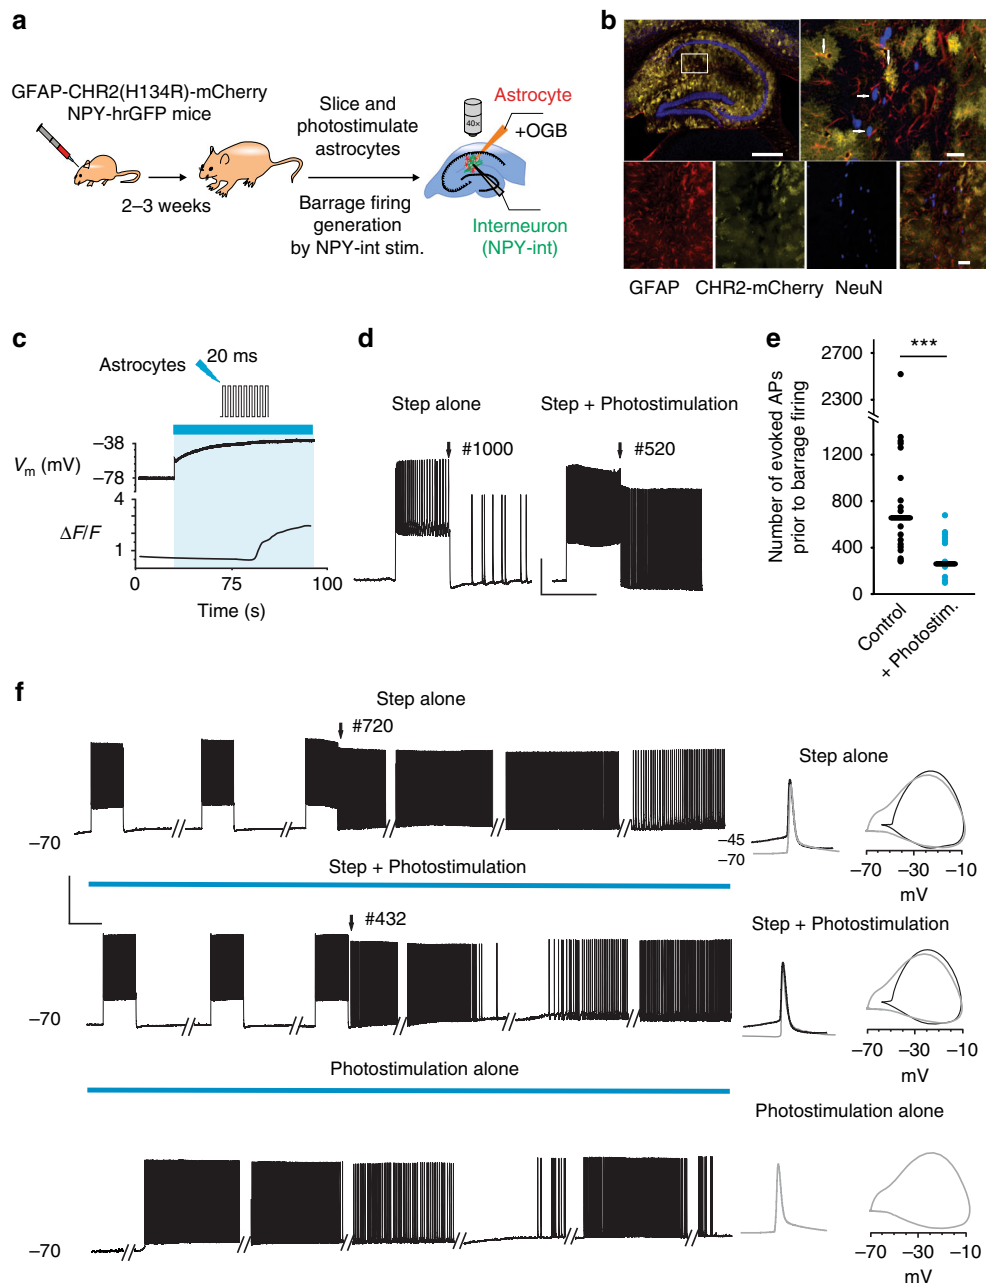 a
GFAP-CHR2(H134R)-mCherry
NPY-hrGFP mice
2–3 weeks
Slice and
photostimulate
astrocytes
Barrage firing
generation
by NPY-int stim.
40×
Astrocyte
+OGB
Interneuron
(NPY-int)
b
GFAP CHR2-mCherry NeuN
c
Astrocytes
20 ms
–38
Vm (mV)
–78
4
ΔF/F
1
0 75 100
Time (s)
d
Step alone
#1000
Step + Photostimulation
#520
e
***
Number of evoked APs
prior to barrage firing
2700
2300
1200
800
400
0
Control
+ Photostim.
f
Step alone
#720
–70
Step alone
–45
–70
–70 –30 –10
mV
Step + Photostimulation
#432
–70
Step + Photostimulation
–70 –30 –10
mV
Photostimulation alone
–70
Photostimulation alone
–70 –30 –10
mV